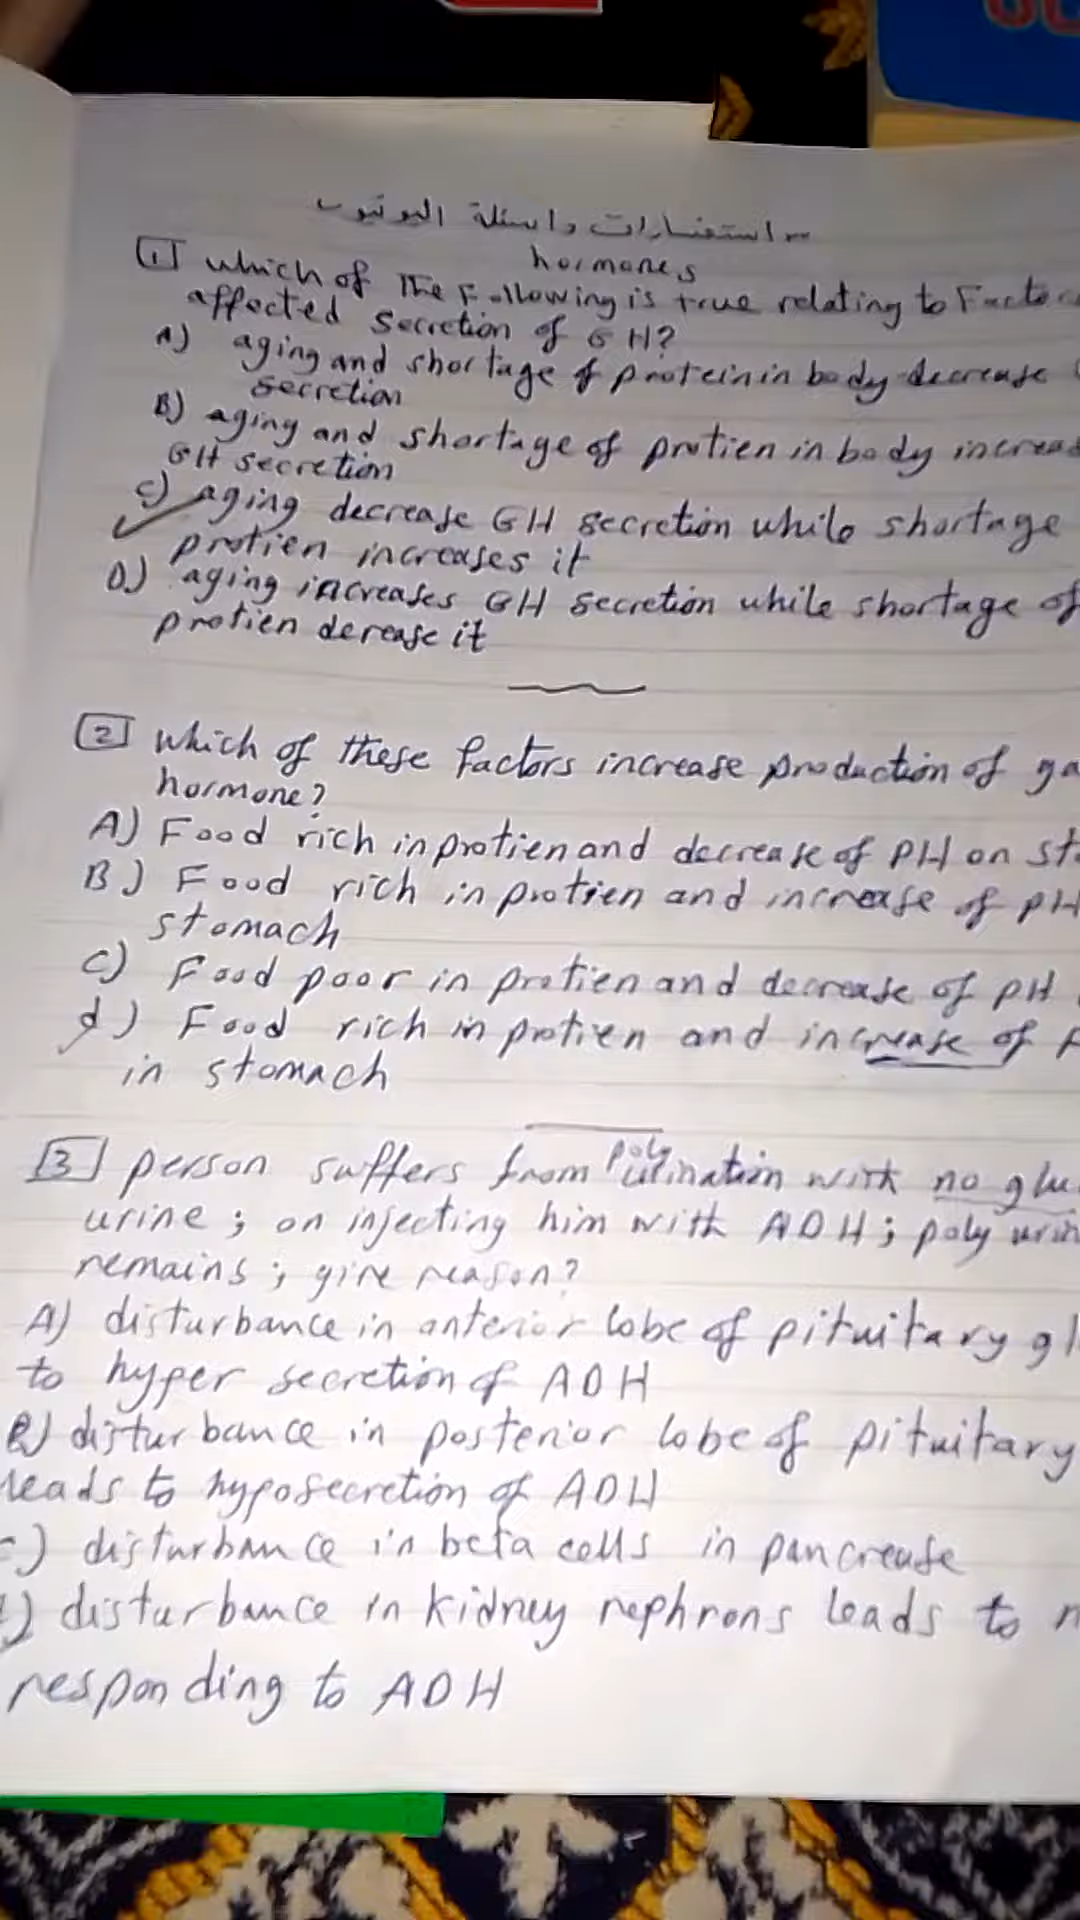 استحضارات واسئلة اليوتيوب
hormones
1 which of The Following is true relating to Factors
affected secretion of GH?
A) aging and shortage of protein in body decrease
secretion
B) aging and shortage of protien in body increas
GH secretion
C) aging decrease GH secretion while shortage
protien increases it
D) aging increases GH secretion while shortage of
protien derease it
2 which of these factors increase production of ga
hormone?
A) Food rich in protien and decrease of PH on st
B) Food rich in protien and increase of PH
stomach
C) Food poor in protien and decrease of PH
d) Food rich in protien and increase of P
in stomach
3 person suffers from poly urination with no glu
urine; on injecting him with ADH; poly urin
remains; give reason?
A) disturbance in anterior lobe of pituitary gl
to hyper secretion of ADH
B) disturbance in posterior lobe of pituitary
leads to hyposecretion of ADH
C) disturbance in beta cells in pancrease
d) disturbance in kidney nephrons leads to n
responding to ADH